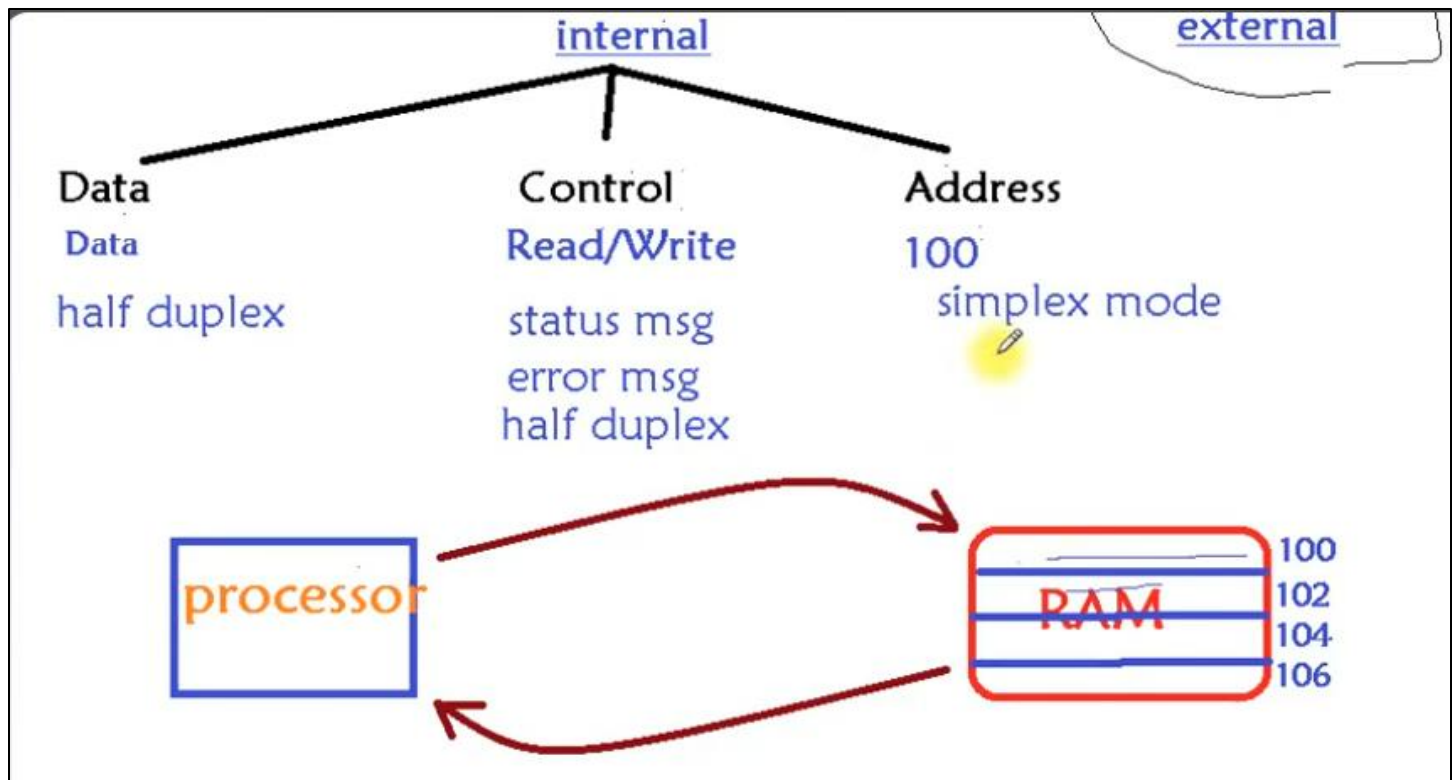 internal
external
Data
Control
Address
Data
Read/Write
100
half duplex
status msg
simplex mode
error msg
half duplex
processor
RAM
100
102
104
106